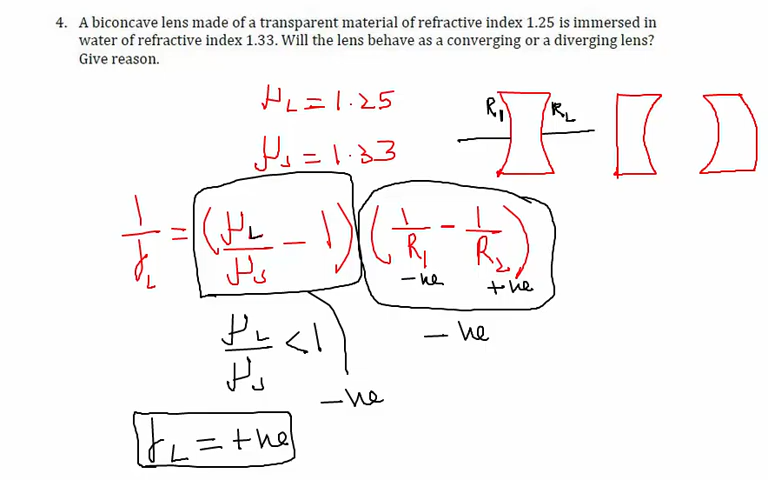 4. A biconcave lens made of a transparent material of refractive index 1.25 is immersed in
water of refractive index 1.33. Will the lens behave as a converging or a diverging lens?
Give reason.
μL = 1.25
μs = 1.33
R1 R2
1/fL = (μL/μs - 1) (1/R1 - 1/R2)
-ve +ve
μL/μs < 1
-ve
-ve
fL = +ve